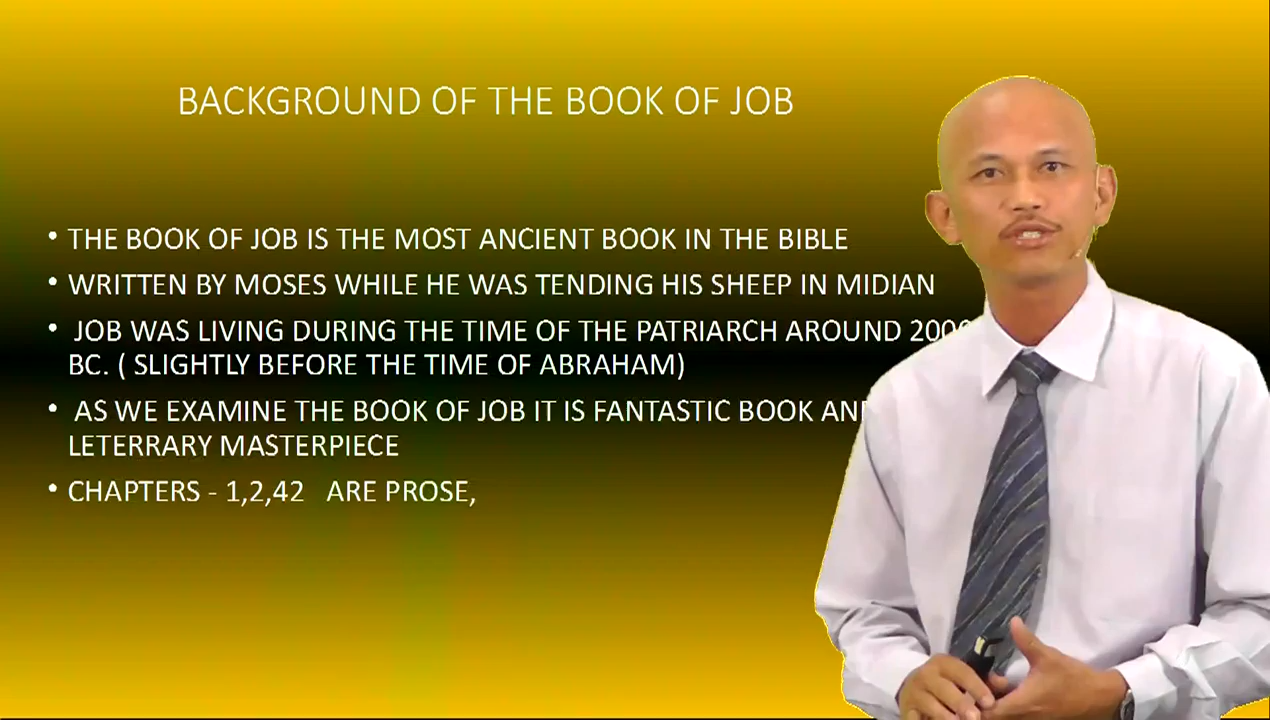 BACKGROUND OF THE BOOK OF JOB
• THE BOOK OF JOB IS THE MOST ANCIENT BOOK IN THE BIBLE
• WRITTEN BY MOSES WHILE HE WAS TENDING HIS SHEEP IN MIDIAN
• JOB WAS LIVING DURING THE TIME OF THE PATRIARCH AROUND 2000
BC. ( SLIGHTLY BEFORE THE TIME OF ABRAHAM)
• AS WE EXAMINE THE BOOK OF JOB IT IS FANTASTIC BOOK AND
LETERRARY MASTERPIECE
• CHAPTERS - 1,2,42 ARE PROSE,